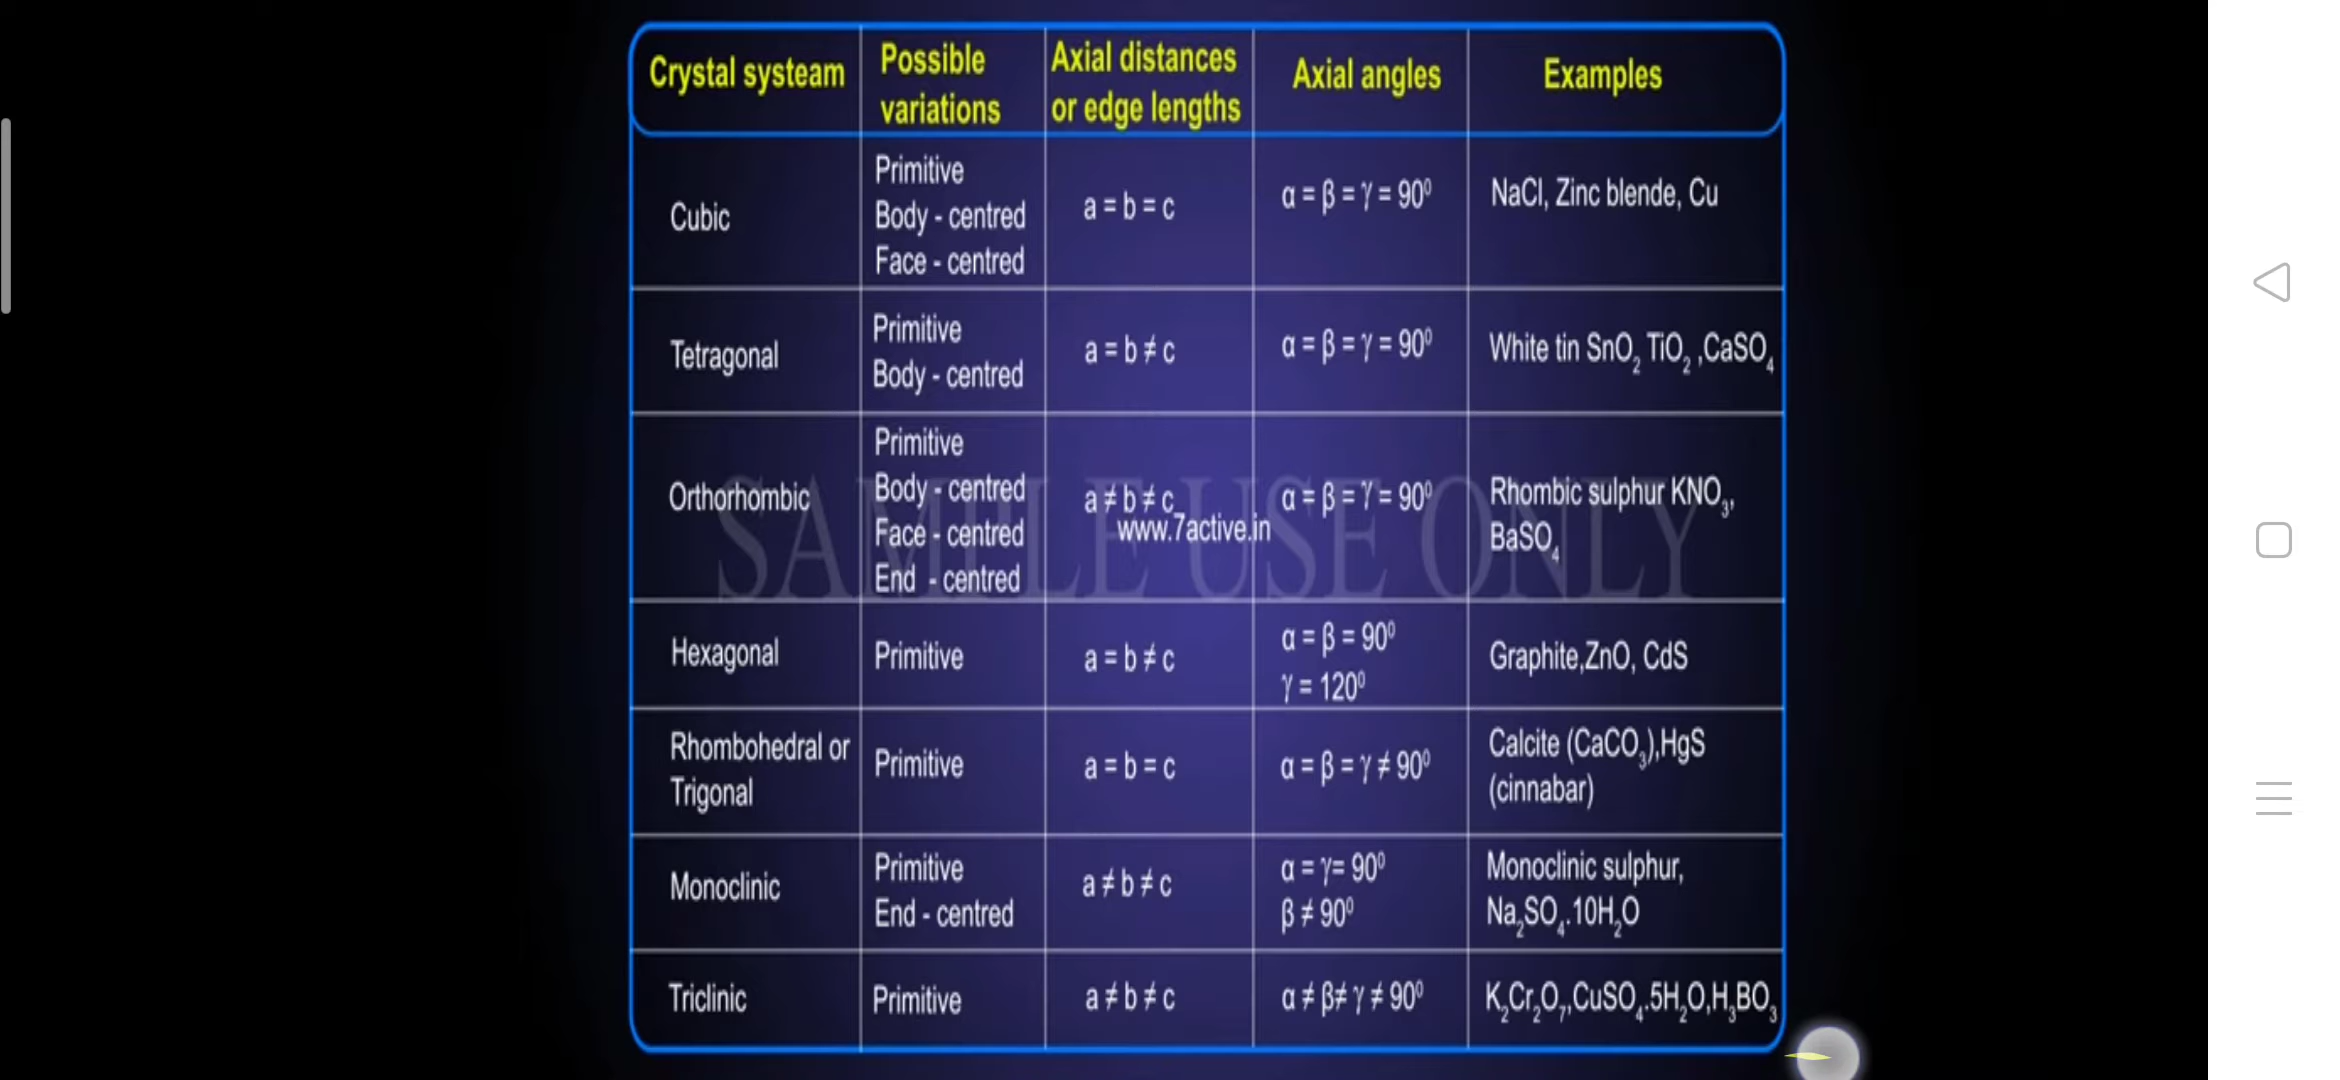 Crystal systeam
Possible
variations
Axial distances
or edge lengths
Axial angles
Examples
Cubic
Primitive
Body - centred
Face - centred
a = b = c
α = β = γ = 90⁰
NaCl, Zinc blende, Cu
Tetragonal
Primitive
Body - centred
a = b ≠ c
α = β = γ = 90⁰
White tin SnO₂ TiO₂ ,CaSO₄
Orthorhombic
Primitive
Body - centred
Face - centred
End - centred
a ≠ b ≠ c
α = β = γ = 90⁰
Rhombic sulphur KNO₃,
BaSO₄
SAMPLE USE ONLY
www.7active.in
Hexagonal
Primitive
a = b ≠ c
α = β = 90⁰
γ = 120⁰
Graphite,ZnO, CdS
Rhombohedral or
Trigonal
Primitive
a = b = c
α = β = γ ≠ 90⁰
Calcite (CaCO₃),HgS
(cinnabar)
Monoclinic
Primitive
End - centred
a ≠ b ≠ c
α = γ= 90⁰
β ≠ 90⁰
Monoclinic sulphur,
Na₂SO₄.10H₂O
Triclinic
Primitive
a ≠ b ≠ c
α ≠ β≠ γ ≠ 90⁰
K₂Cr₂O₇,CuSO₄.5H₂O,H₃BO₃